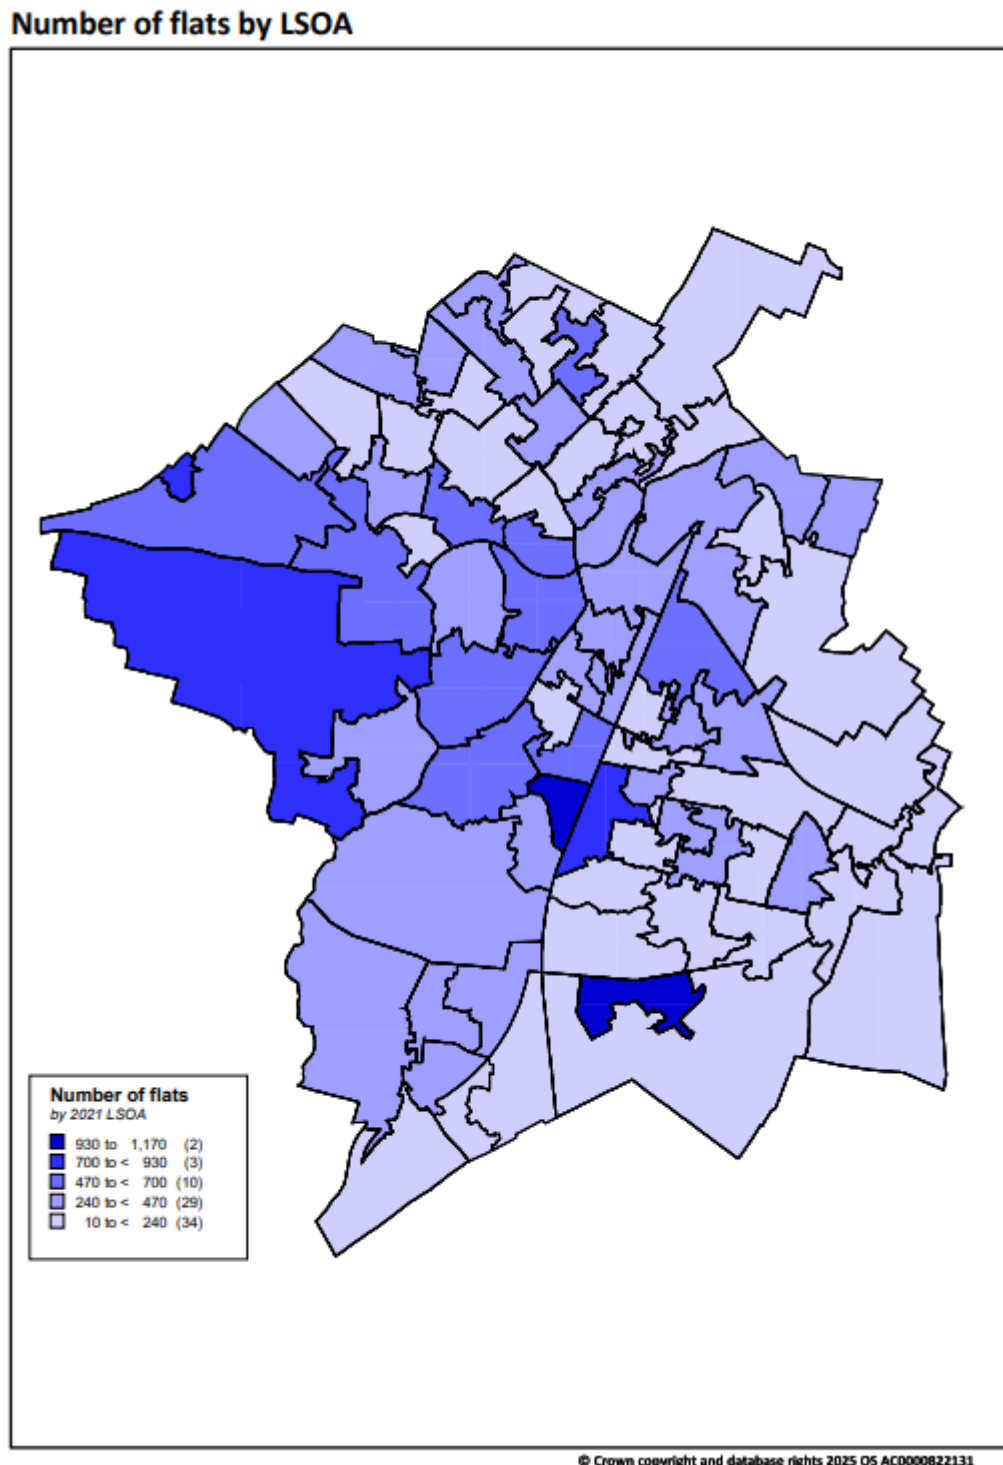 Number of flats by LSOA
Number of flats
by 2021 LSOA
930 to 1,170 (2)
700 to < 930 (3)
470 to < 700 (10)
240 to < 470 (29)
10 to < 240 (34)
© Crown copyright and database rights 2025 OS AC0000822131